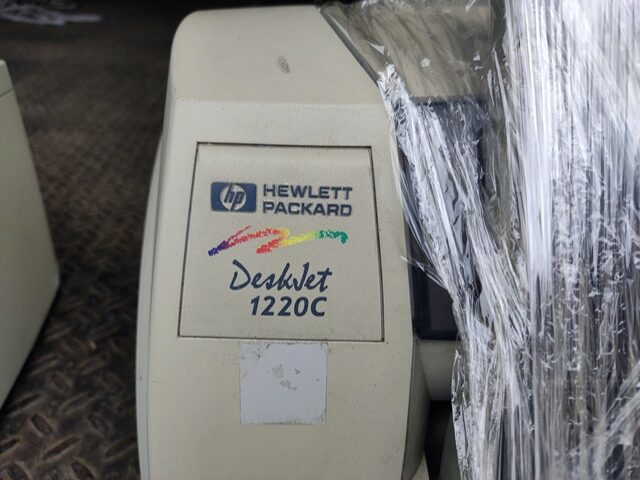 hp HEWLETT
PACKARD
DeskJet
1220C